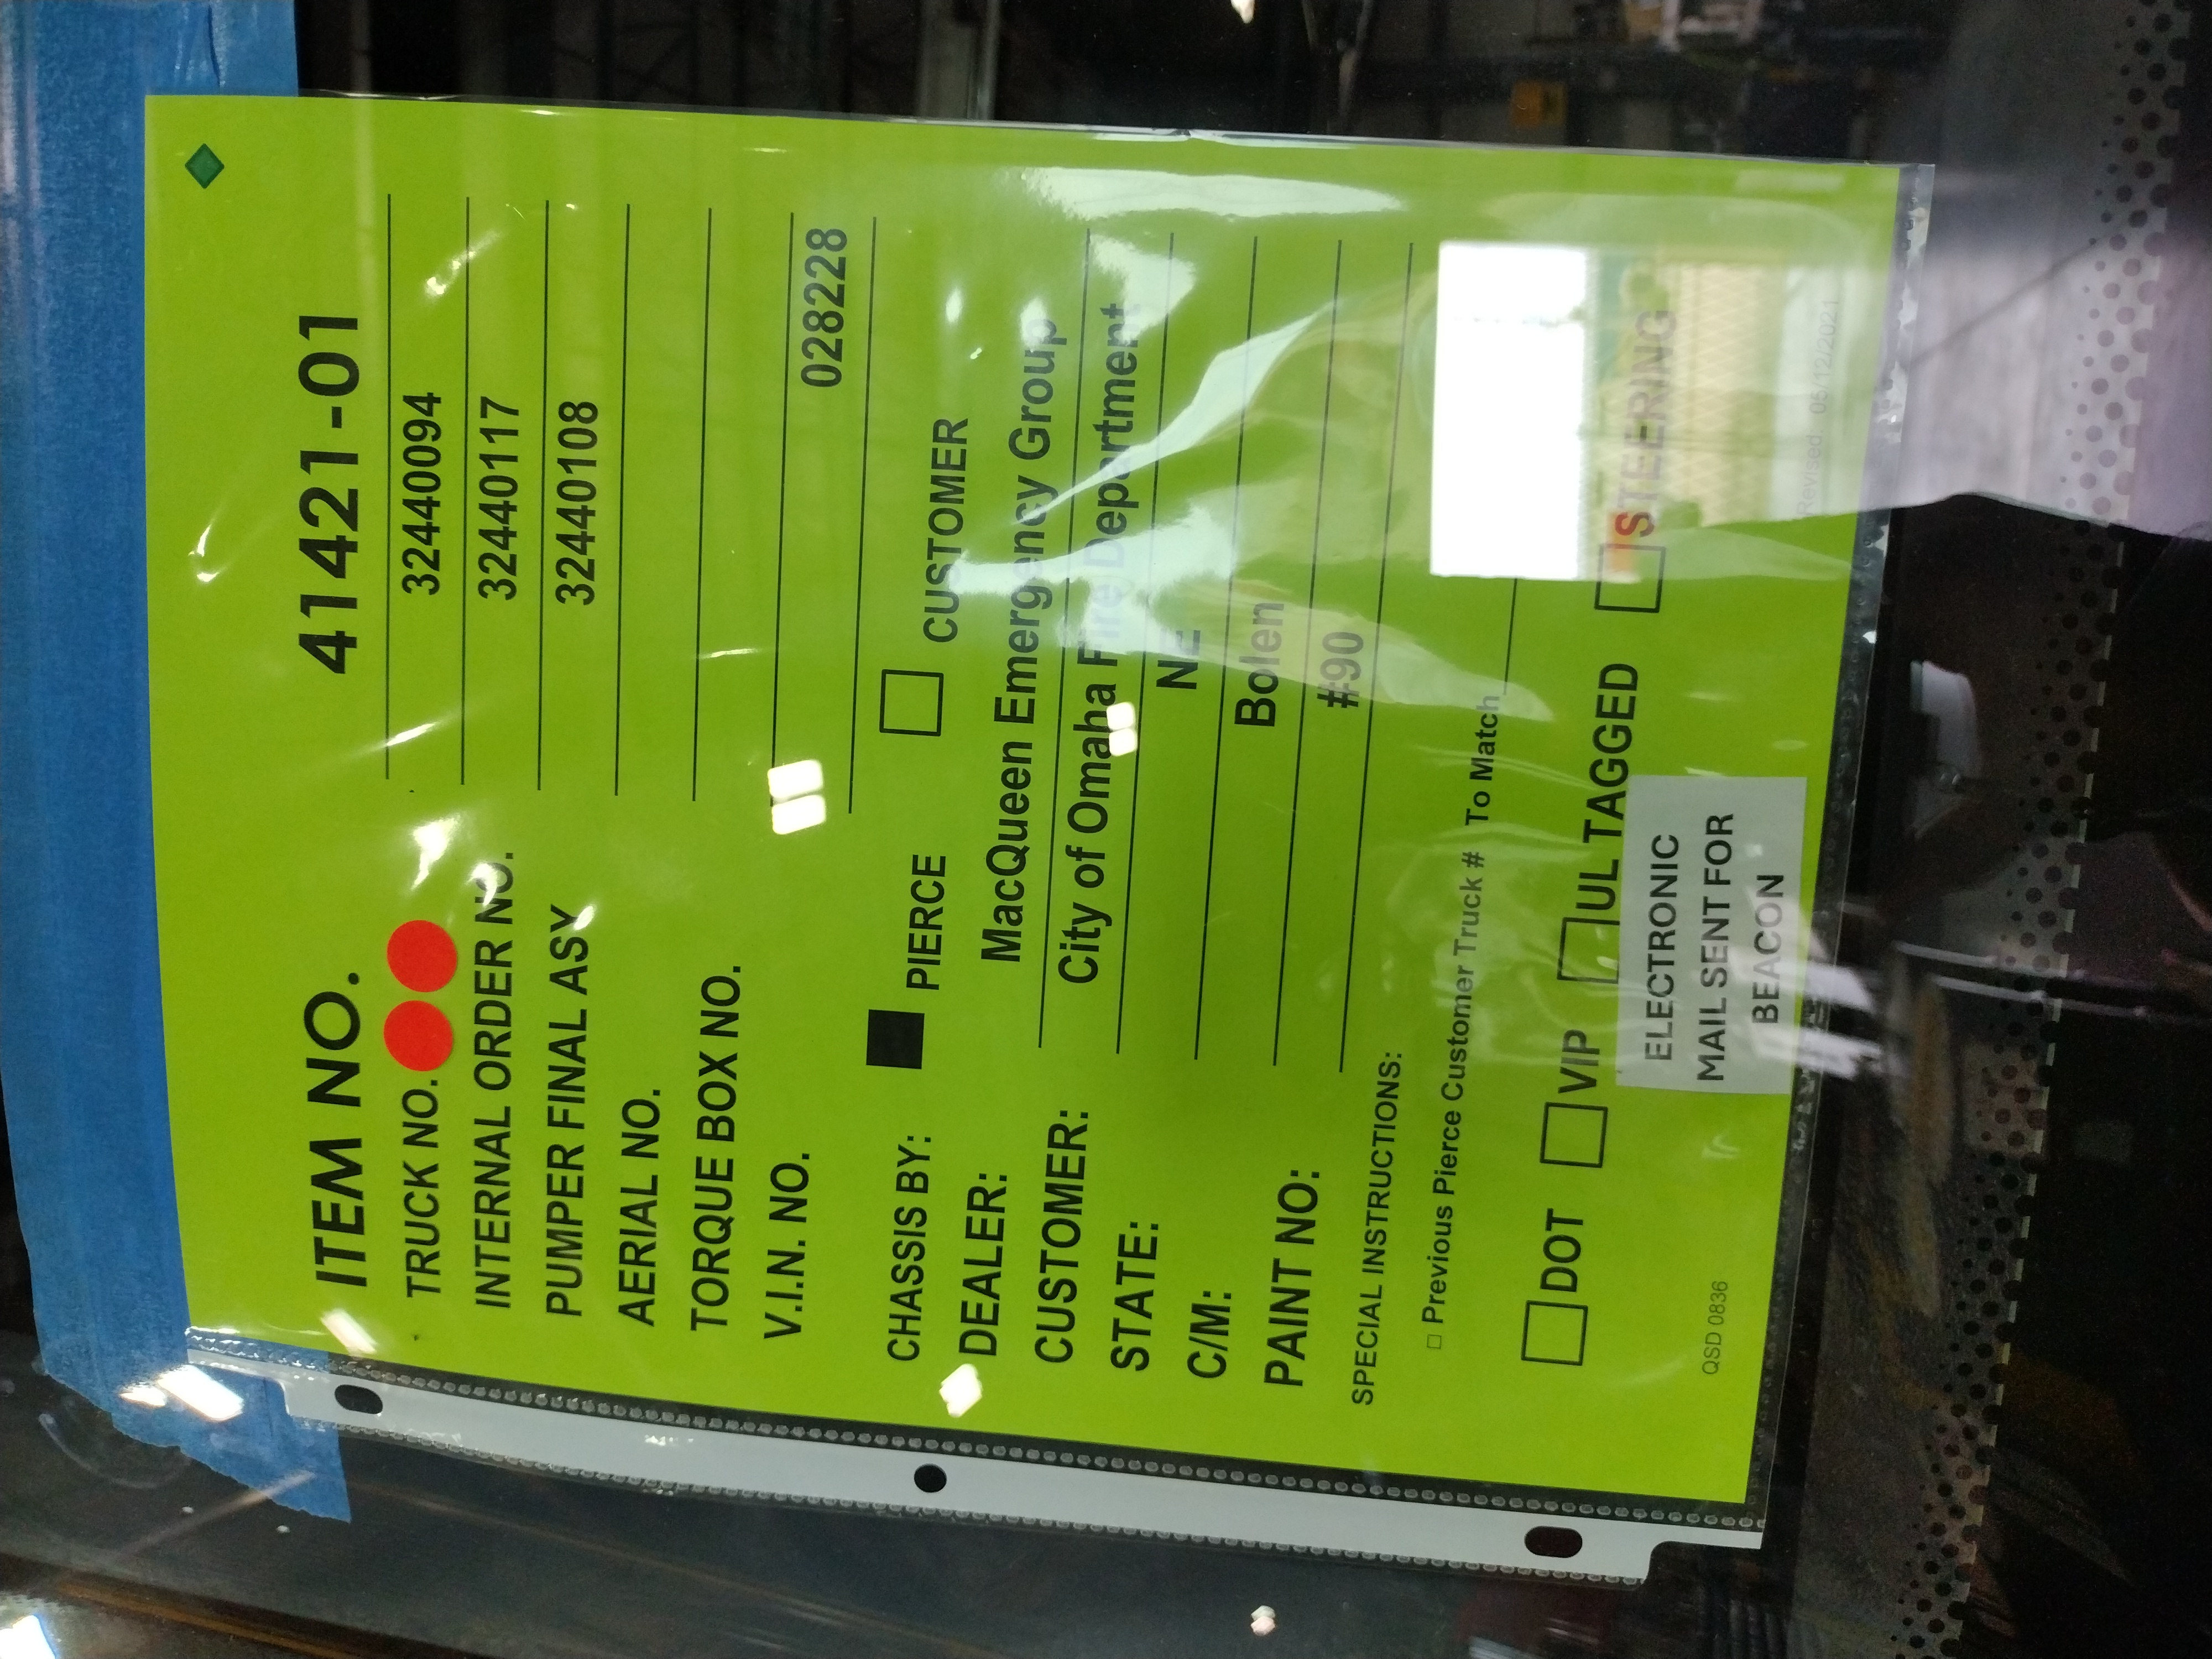 ITEM NO. 41421-01
TRUCK NO. 32440094
INTERNAL ORDER NO. 32440117
PUMPER FINAL ASY 32440108
AERIAL NO.
TORQUE BOX NO.
V.I.N. NO. 028228
CHASSIS BY: PIERCE CUSTOMER
DEALER: MacQueen Emergency Group
CUSTOMER: City of Omaha Fire Department
STATE: NE
C/M: Bolen
PAINT NO: #90
SPECIAL INSTRUCTIONS:
Previous Pierce Customer Truck # To Match
DOT VIP UL TAGGED STEERING
ELECTRONIC
MAIL SENT FOR
BEACON
QSD 0836 Revised 05/12/2021